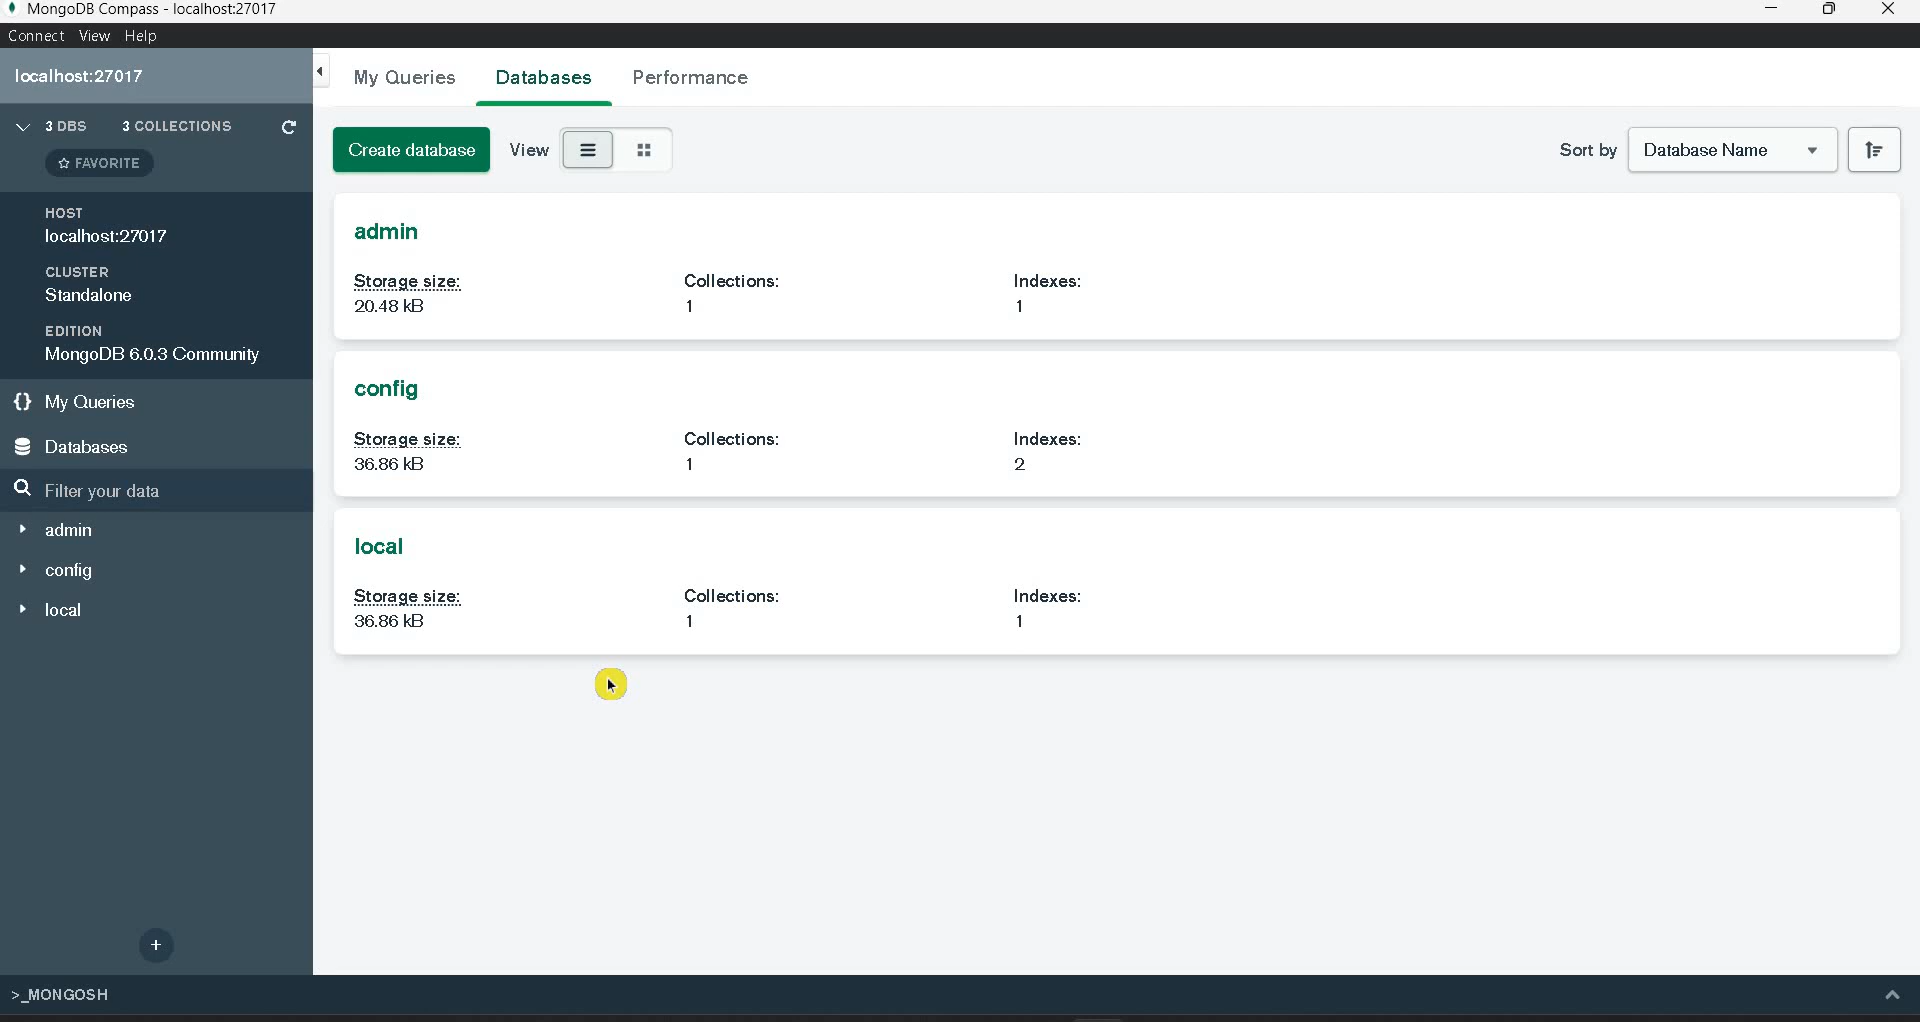 MongoDB Compass - localhost:27017
Connect View Help
localhost:27017
3 DBS 3 COLLECTIONS
FAVORITE
HOST
localhost:27017
CLUSTER
Standalone
EDITION
MongoDB 6.0.3 Community
{} My Queries
Databases
Filter your data
admin
config
local
+
My Queries Databases Performance
Create database View Sort by Database Name
admin
Storage size: Collections: Indexes:
20.48 kB 1 1
config
Storage size: Collections: Indexes:
36.86 kB 1 2
local
Storage size: Collections: Indexes:
36.86 kB 1 1
>_MONGOSH